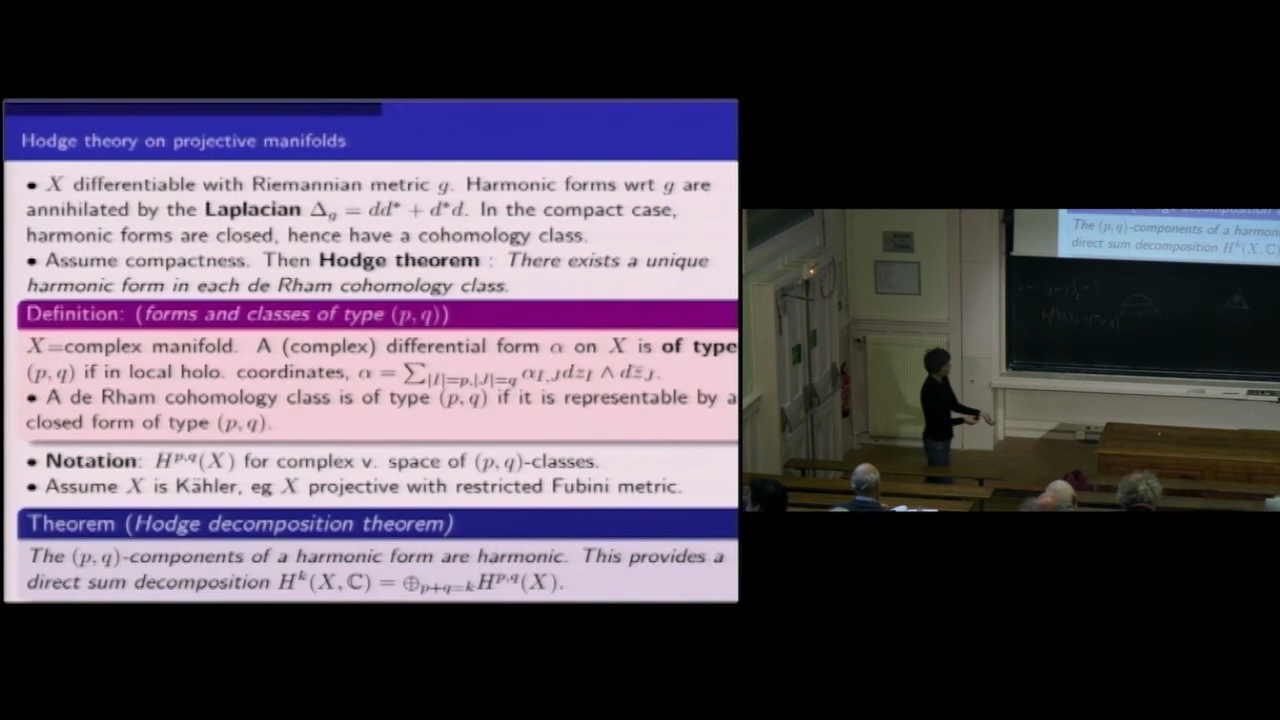 Hodge theory on projective manifolds
• X differentiable with Riemannian metric g. Harmonic forms wrt g are
annihilated by the Laplacian Δ_g = dd* + d*d. In the compact case,
harmonic forms are closed, hence have a cohomology class.
• Assume compactness. Then Hodge theorem : There exists a unique
harmonic form in each de Rham cohomology class.
Definition: (forms and classes of type (p, q))
X=complex manifold. A (complex) differential form α on X is of type
(p, q) if in local holo. coordinates, α = ∑_{|I|=p,|J|=q} α_{I,J} dz_I ∧ dz̄_J.
• A de Rham cohomology class is of type (p, q) if it is representable by a
closed form of type (p, q).
• Notation: H^{p,q}(X) for complex v. space of (p, q)-classes.
• Assume X is Kähler, eg X projective with restricted Fubini metric.
Theorem (Hodge decomposition theorem)
The (p, q)-components of a harmonic form are harmonic. This provides a
direct sum decomposition H^k(X, ℂ) = ⊕_{p+q=k} H^{p,q}(X).
The (p, q)-components of a harmon
direct sum decomposition H^k(X, ℂ)